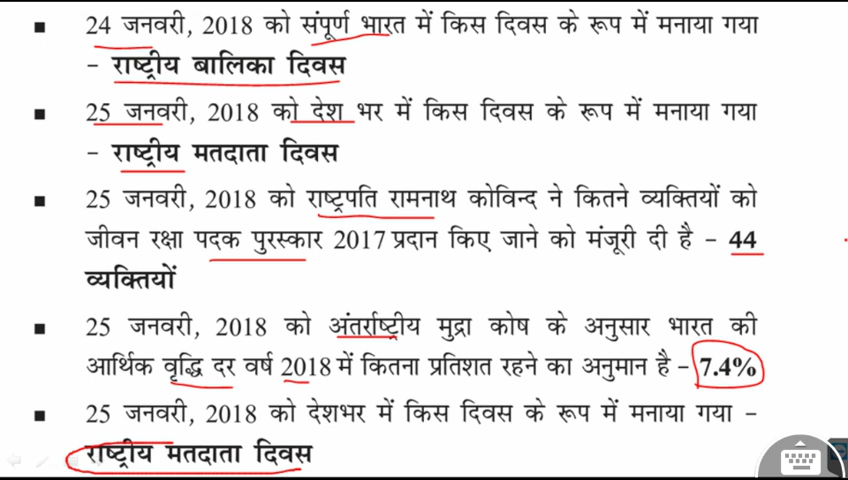 ▪ 24 जनवरी, 2018 को संपूर्ण भारत में किस दिवस के रूप में मनाया गया
– राष्ट्रीय बालिका दिवस
▪ 25 जनवरी, 2018 को देश भर में किस दिवस के रूप में मनाया गया
– राष्ट्रीय मतदाता दिवस
▪ 25 जनवरी, 2018 को राष्ट्रपति रामनाथ कोविन्द ने कितने व्यक्तियों को
जीवन रक्षा पदक पुरस्कार 2017 प्रदान किए जाने को मंजूरी दी है – 44
व्यक्तियों
▪ 25 जनवरी, 2018 को अंतर्राष्ट्रीय मुद्रा कोष के अनुसार भारत की
आर्थिक वृद्धि दर वर्ष 2018 में कितना प्रतिशत रहने का अनुमान है – 7.4%
▪ 25 जनवरी, 2018 को देशभर में किस दिवस के रूप में मनाया गया –
राष्ट्रीय मतदाता दिवस